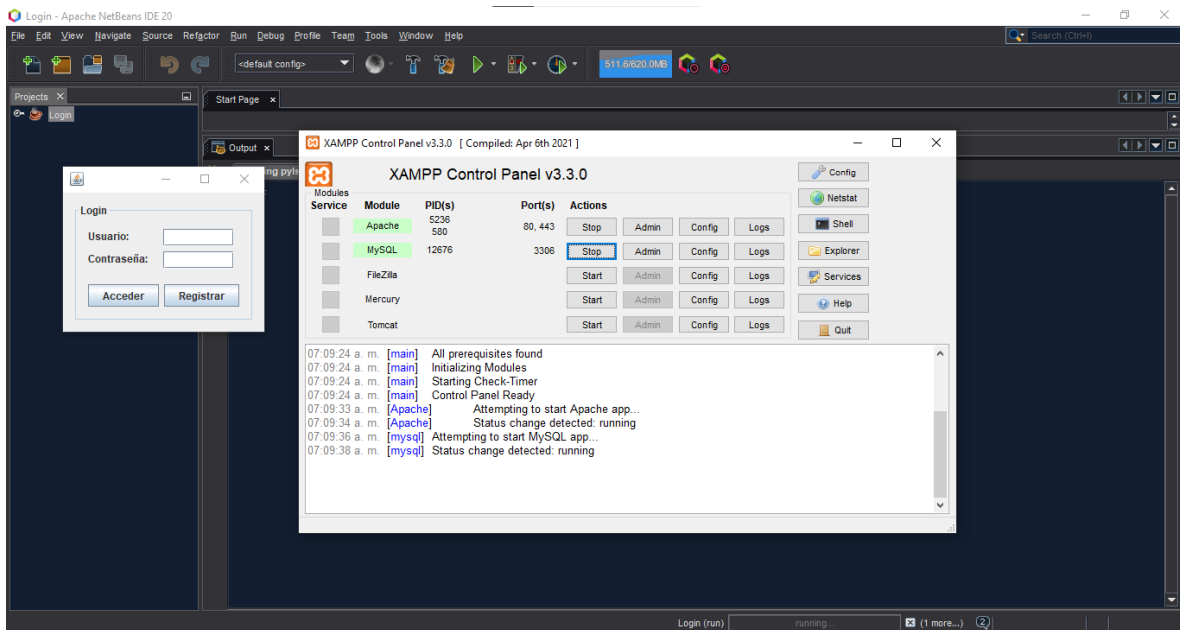 Login - Apache NetBeans IDE 20
File Edit View Navigate Source Refactor Run Debug Profile Team Tools Window Help
Search (Ctrl+I)
<default config>
511.6/620.0MB
Projects
Start Page
Login
Output
XAMPP Control Panel v3.3.0 [ Compiled: Apr 6th 2021 ]
XAMPP Control Panel v3.3.0
Config
Netstat
Shell
Explorer
Services
Help
Quit
Modules
Service Module PID(s) Port(s) Actions
Apache 5236 580 80, 443 Stop Admin Config Logs
MySQL 12676 3306 Stop Admin Config Logs
FileZilla Start Admin Config Logs
Mercury Start Admin Config Logs
Tomcat Start Admin Config Logs
07:09:24 a. m. [main] All prerequisites found
07:09:24 a. m. [main] Initializing Modules
07:09:24 a. m. [main] Starting Check-Timer
07:09:24 a. m. [main] Control Panel Ready
07:09:33 a. m. [Apache] Attempting to start Apache app...
07:09:34 a. m. [Apache] Status change detected: running
07:09:36 a. m. [mysql] Attempting to start MySQL app...
07:09:38 a. m. [mysql] Status change detected: running
Login
Usuario:
Contraseña:
Acceder Registrar
Login (run) running... (1 more...) 2